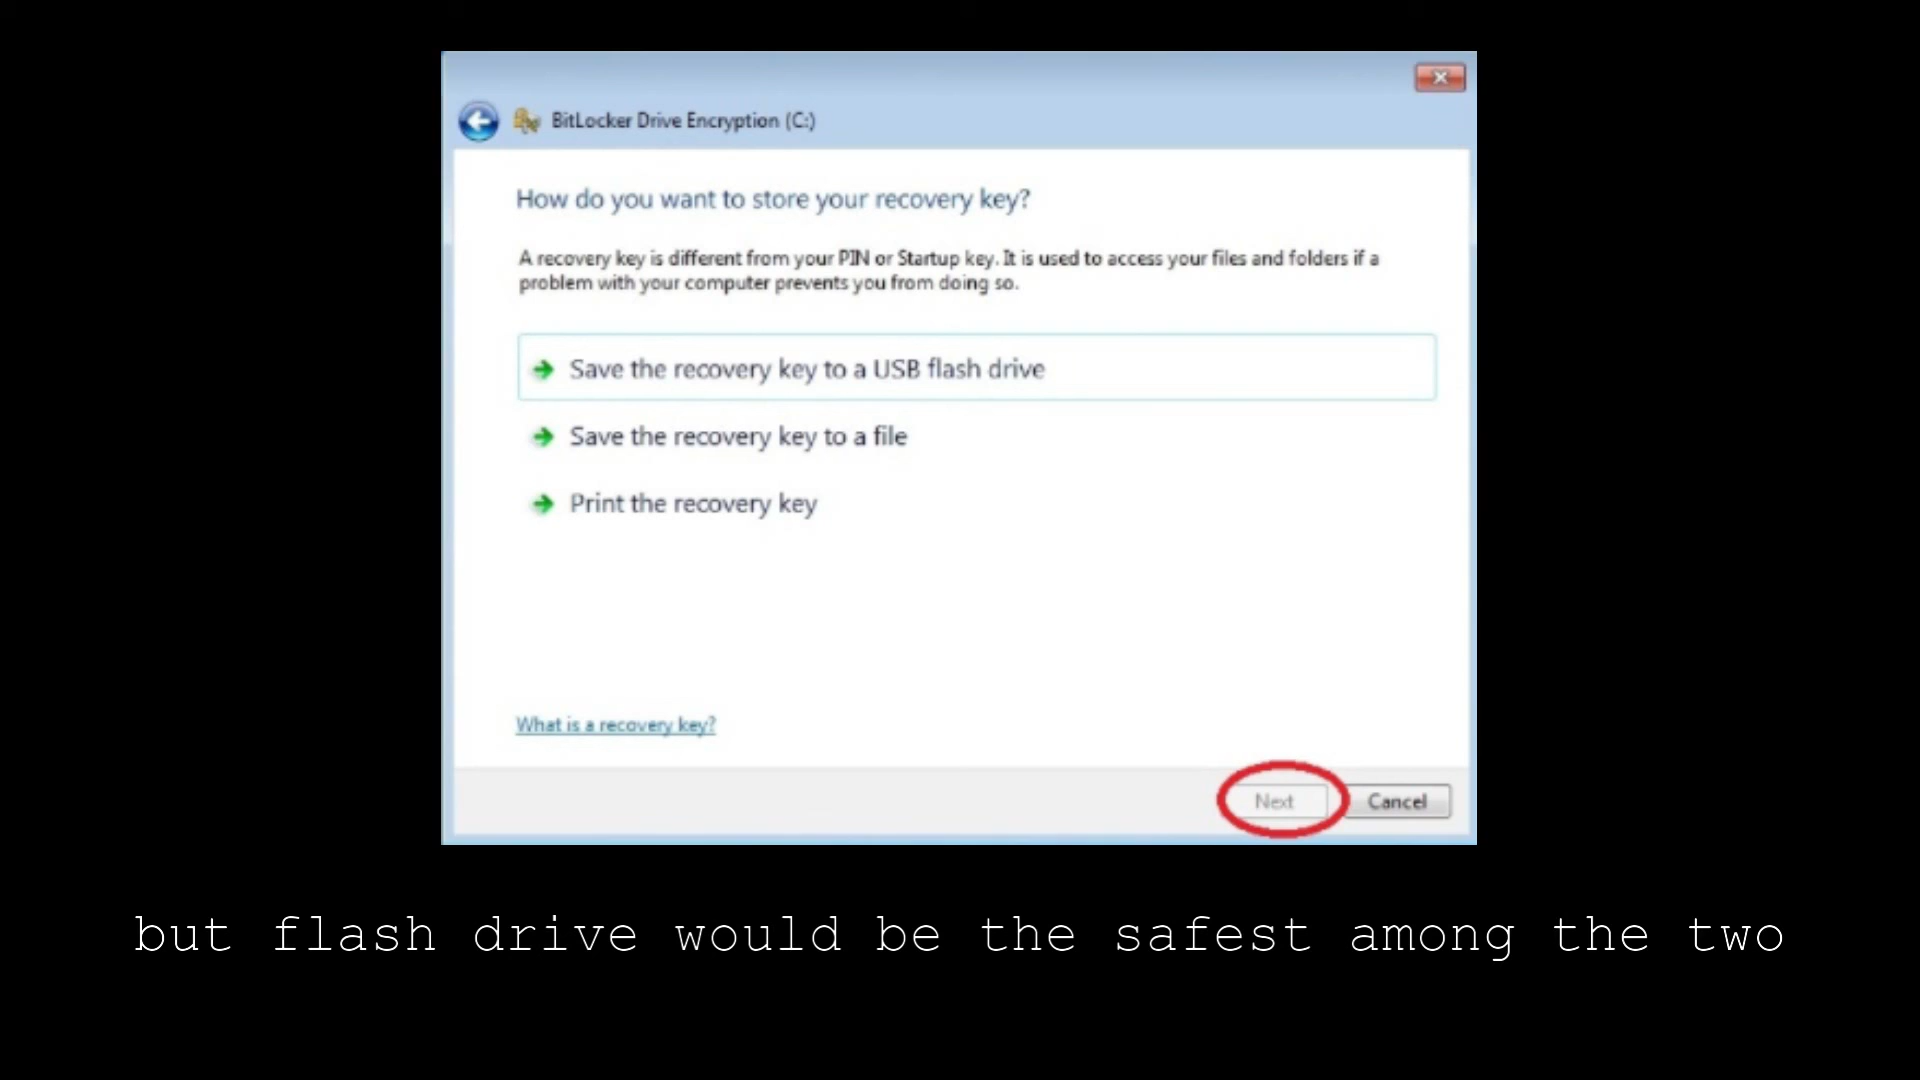 BitLocker Drive Encryption (C:)
How do you want to store your recovery key?
A recovery key is different from your PIN or Startup key. It is used to access your files and folders if a
problem with your computer prevents you from doing so.
Save the recovery key to a USB flash drive
Save the recovery key to a file
Print the recovery key
What is a recovery key?
Next
Cancel
but flash drive would be the safest among the two